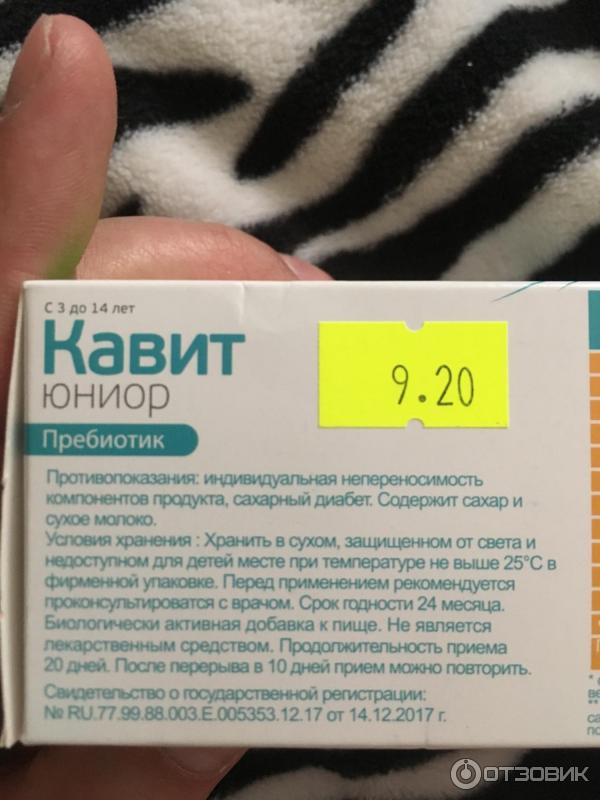 С 3 до 14 лет
Кавит
юниор
9.20
Пребиотик
Противопоказания: индивидуальная непереносимость
компонентов продукта, сахарный диабет. Содержит сахар и
сухое молоко.
Условия хранения : Хранить в сухом, защищенном от света и
недоступном для детей месте при температуре не выше 25°С в
фирменной упаковке. Перед применением рекомендуется
проконсультироватся с врачом. Срок годности 24 месяца.
Биологически активная добавка к пище. Не является
лекарственным средством. Продолжительность приема
20 дней. После перерыва в 10 дней прием можно повторить.
Свидетельство о государственной регистрации:
№ RU.77.99.88.003.Е.005353.12.17 от 14.12.2017 г.
ОТЗОВИК